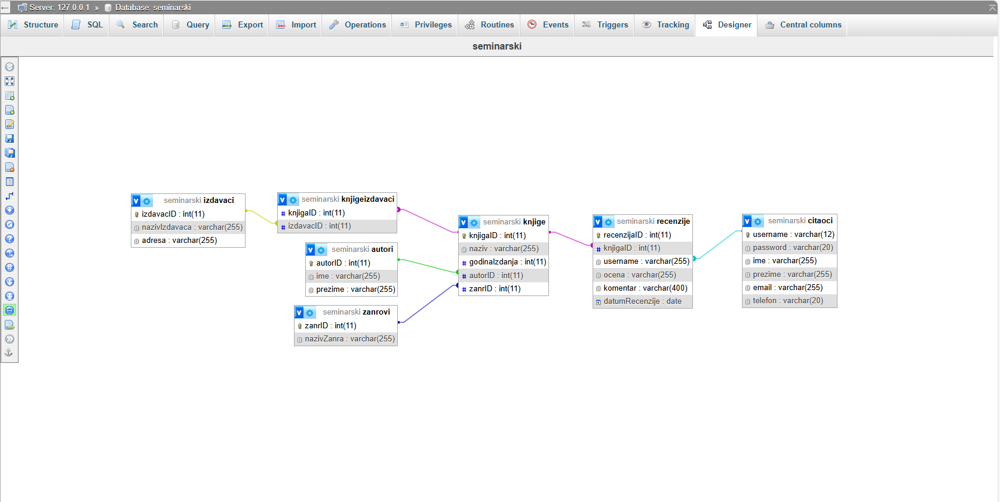 Server: 127.0.0.1 » Database: seminarski
Structure SQL Search Query Export Import Operations Privileges Routines Events Triggers Tracking Designer Central columns
seminarski
v seminarski izdavaci
izdavacID : int(11)
nazivIzdavaca : varchar(255)
adresa : varchar(255)
v seminarski knjigeizdavaci
# knjigaID : int(11)
# izdavacID : int(11)
v seminarski autori
autorID : int(11)
ime : varchar(255)
prezime : varchar(255)
v seminarski zanrovi
zanrID : int(11)
nazivZanra : varchar(255)
v seminarski knjige
knjigaID : int(11)
naziv : varchar(255)
# godinaIzdanja : int(11)
# autorID : int(11)
# zanrID : int(11)
v seminarski recenzije
recenzijaID : int(11)
# knjigaID : int(11)
username : varchar(255)
ocena : varchar(255)
komentar : varchar(400)
datumRecenzije : date
v seminarski citaoci
username : varchar(12)
password : varchar(20)
ime : varchar(255)
prezime : varchar(255)
email : varchar(255)
telefon : varchar(20)